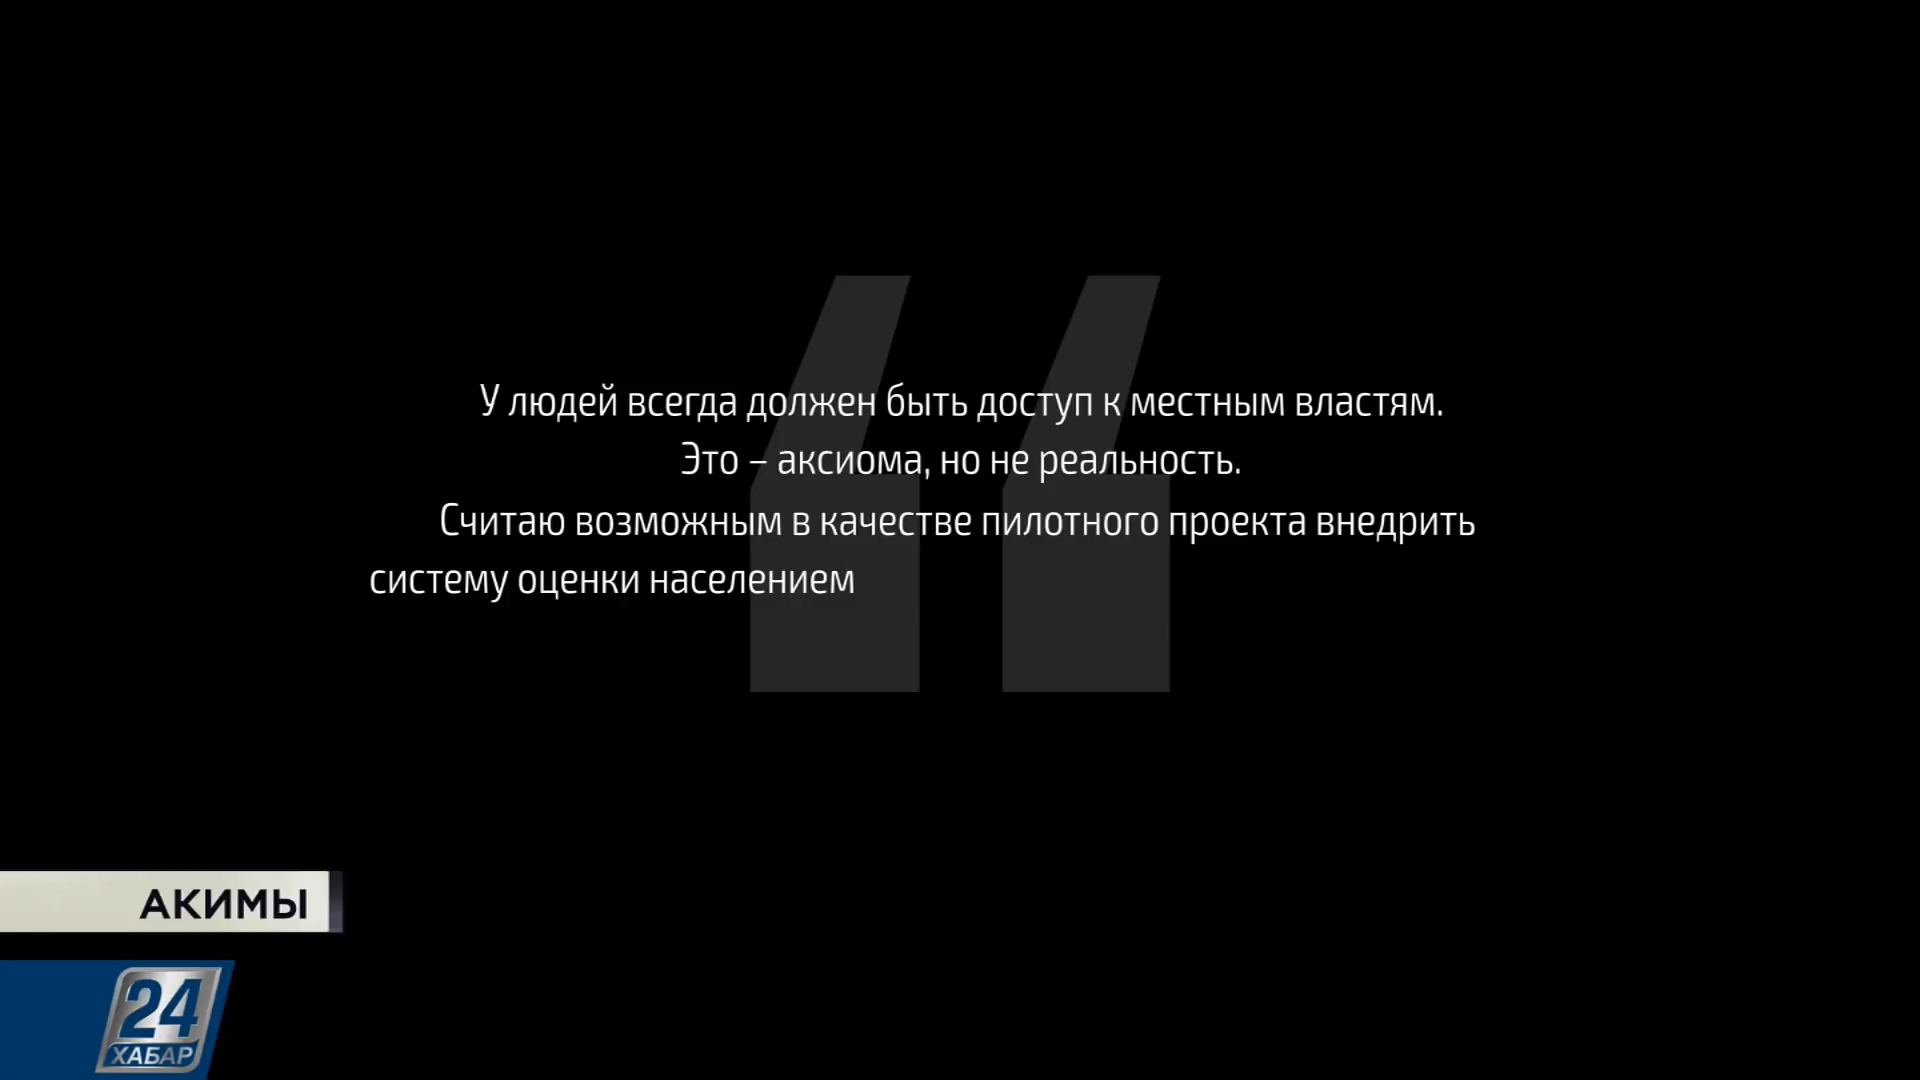 У людей всегда должен быть доступ к местным властям.
Это – аксиома, но не реальность.
Считаю возможным в качестве пилотного проекта внедрить
систему оценки населением
АКИМЫ
24
ХАБАР